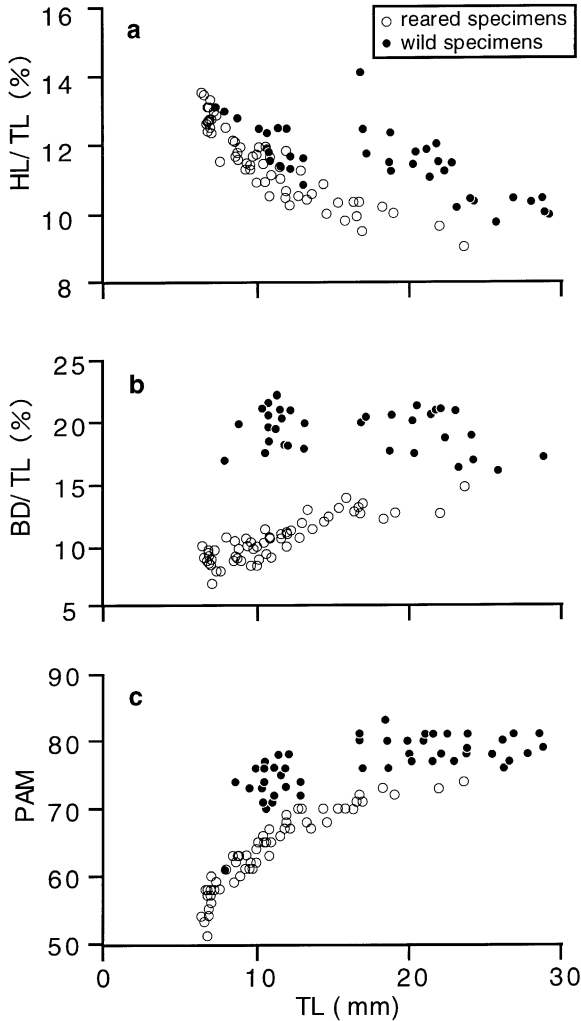 16
a
○ reared specimens
● wild specimens
14
HL/TL (%)
12
10
8
25
b
20
BD/TL (%)
15
10
5
90
c
80
PAM
70
60
50
0 10 20 30
TL (mm)